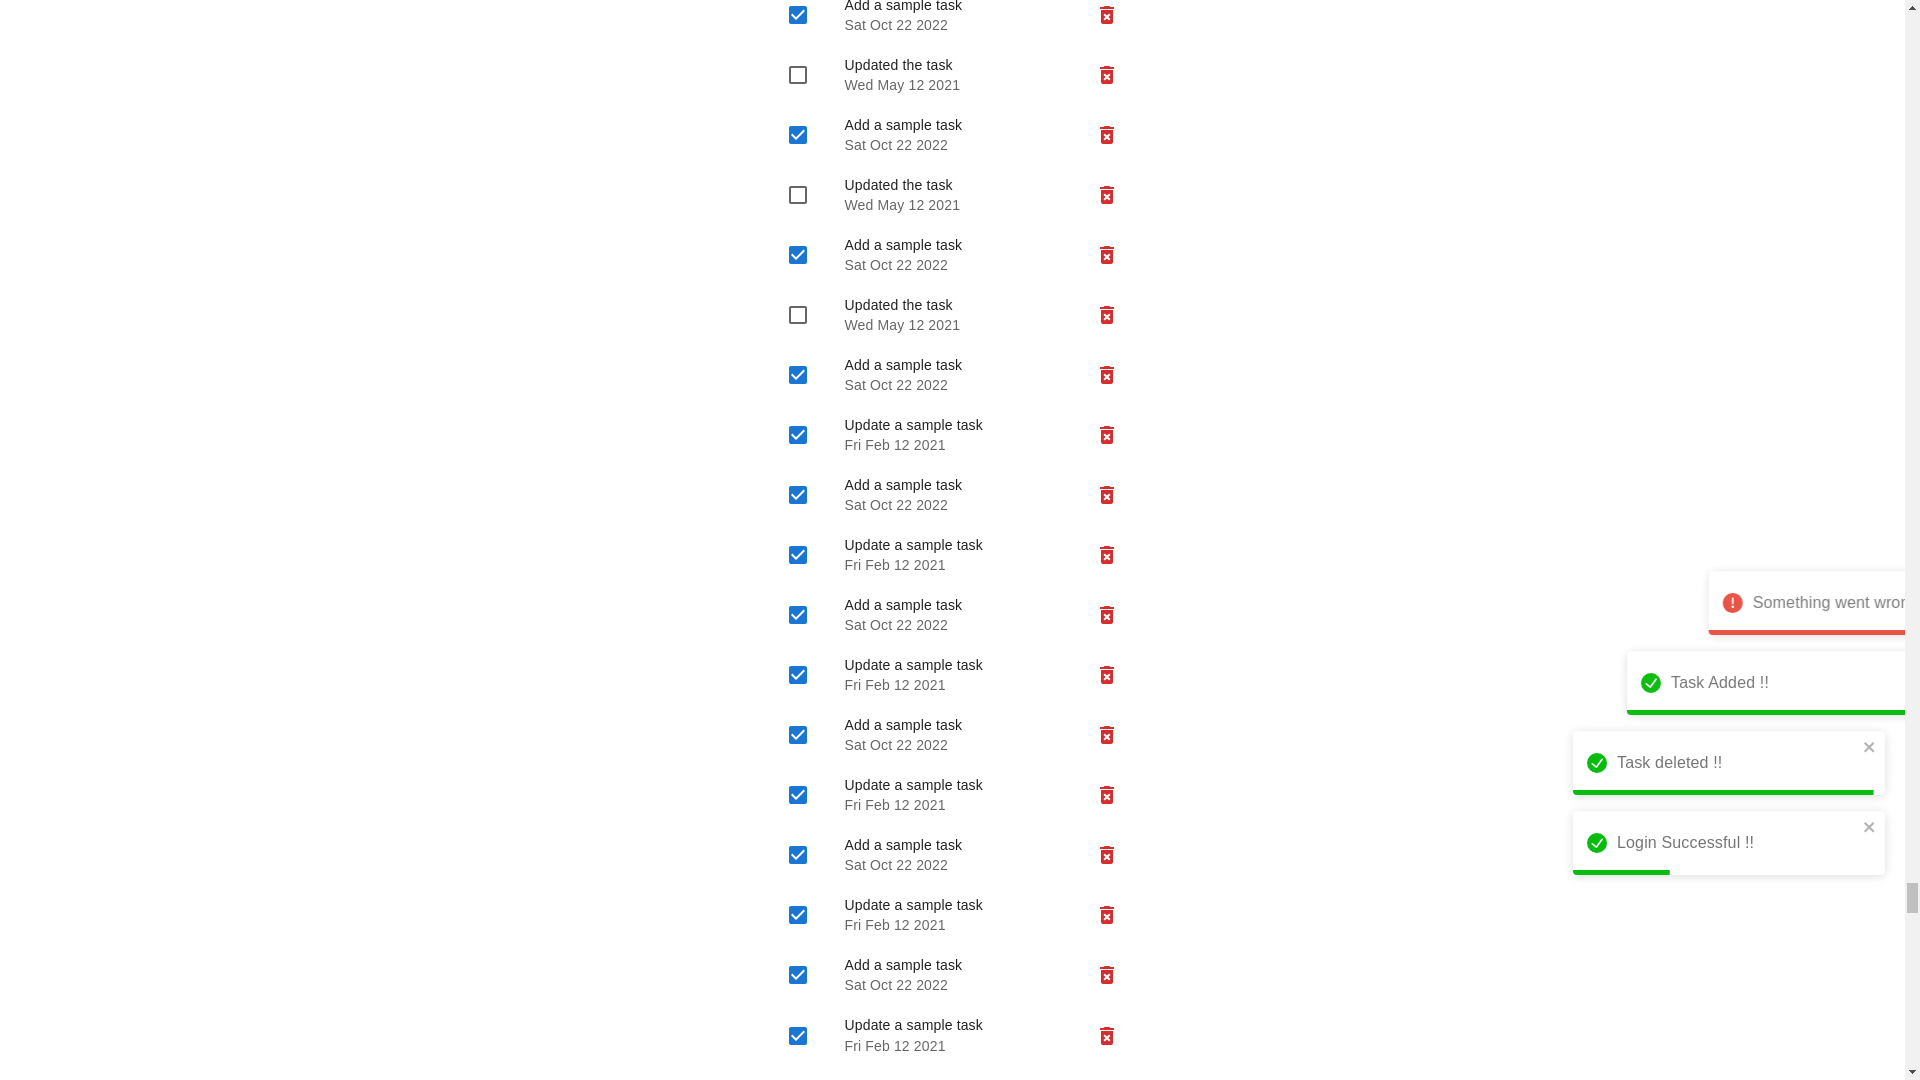 Add a sample task
Sat Oct 22 2022
Updated the task
Wed May 12 2021
Add a sample task
Sat Oct 22 2022
Updated the task
Wed May 12 2021
Add a sample task
Sat Oct 22 2022
Updated the task
Wed May 12 2021
Add a sample task
Sat Oct 22 2022
Update a sample task
Fri Feb 12 2021
Add a sample task
Sat Oct 22 2022
Update a sample task
Fri Feb 12 2021
Add a sample task
Sat Oct 22 2022
Update a sample task
Fri Feb 12 2021
Add a sample task
Sat Oct 22 2022
Update a sample task
Fri Feb 12 2021
Add a sample task
Sat Oct 22 2022
Update a sample task
Fri Feb 12 2021
Add a sample task
Sat Oct 22 2022
Update a sample task
Fri Feb 12 2021
Something went
Task Added !!
Task deleted !!
Login Successful !!